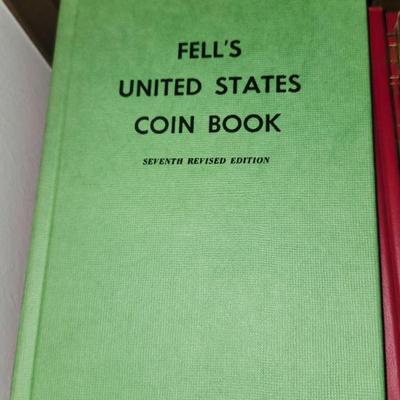 FELL'S
UNITED STATES
COIN BOOK
SEVENTH REVISED EDITION